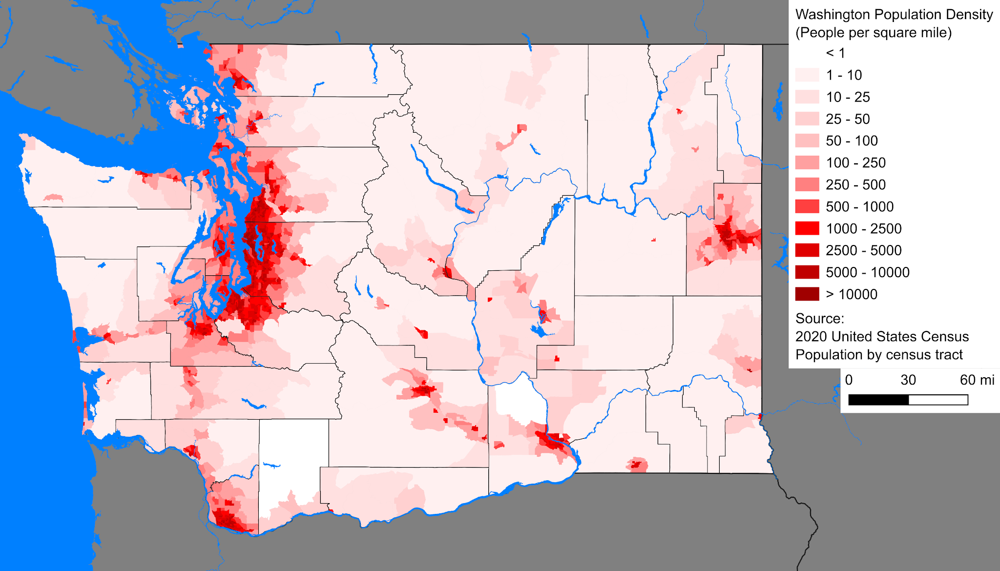 Washington Population Density
(People per square mile)
< 1
1 - 10
10 - 25
25 - 50
50 - 100
100 - 250
250 - 500
500 - 1000
1000 - 2500
2500 - 5000
5000 - 10000
> 10000
Source:
2020 United States Census
Population by census tract
0 30 60 mi